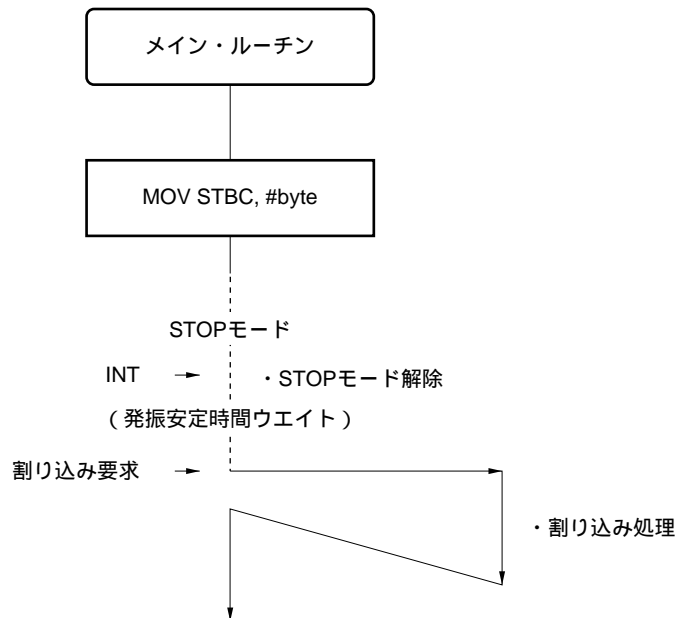 メイン・ルーチン
MOV STBC, #byte
STOPモード
INT
・STOPモード解除
(発振安定時間ウエイト)
割り込み要求
・割り込み処理